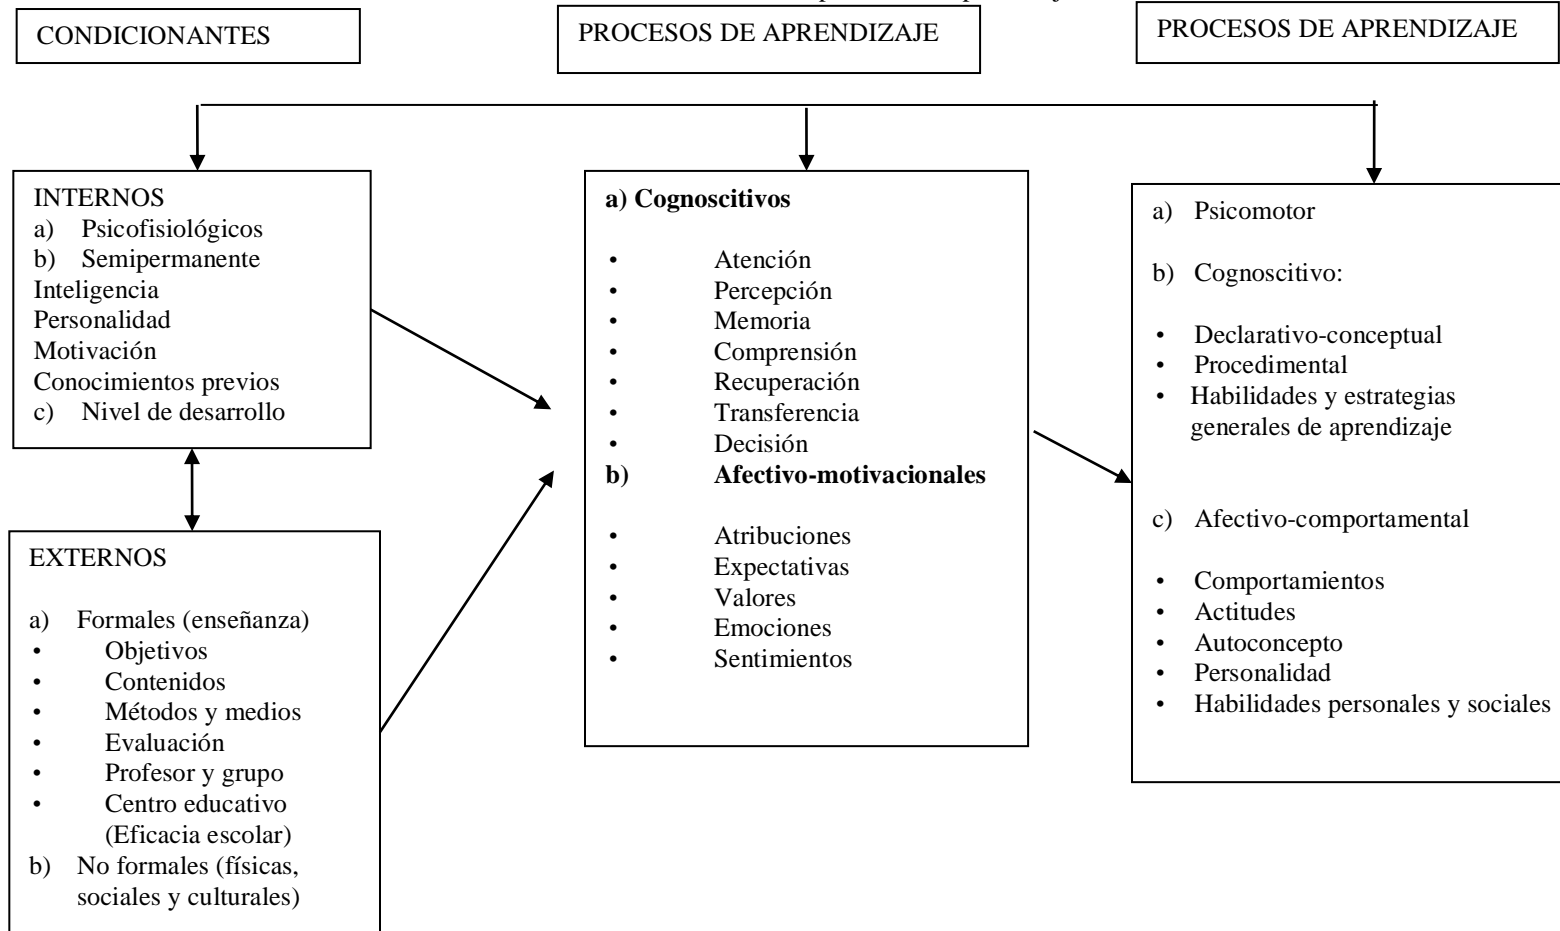 CONDICIONANTES
PROCESOS DE APRENDIZAJE
PROCESOS DE APRENDIZAJE
INTERNOS
a) Psicofisiológicos
b) Semipermanente
Inteligencia
Personalidad
Motivación
Conocimientos previos
c) Nivel de desarrollo
EXTERNOS
a) Formales (enseñanza)
• Objetivos
• Contenidos
• Métodos y medios
• Evaluación
• Profesor y grupo
• Centro educativo
(Eficacia escolar)
b) No formales (físicas,
sociales y culturales)
a) Cognoscitivos
• Atención
• Percepción
• Memoria
• Comprensión
• Recuperación
• Transferencia
• Decisión
b) Afectivo-motivacionales
• Atribuciones
• Expectativas
• Valores
• Emociones
• Sentimientos
a) Psicomotor
b) Cognoscitivo:
• Declarativo-conceptual
• Procedimental
• Habilidades y estrategias
generales de aprendizaje
c) Afectivo-comportamental
• Comportamientos
• Actitudes
• Autoconcepto
• Personalidad
• Habilidades personales y sociales